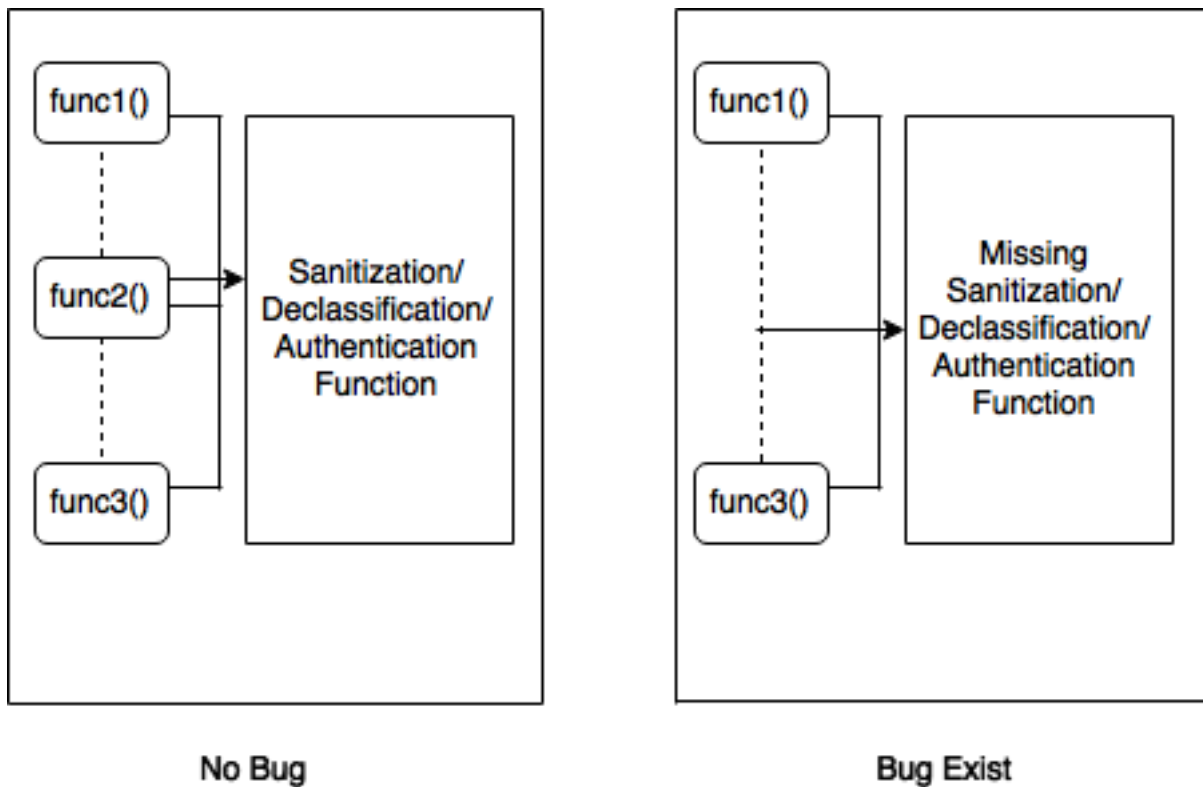 func1()
func2()
func3()
Sanitization/
Declassification/
Authentication
Function
No Bug
func1()
func3()
Missing
Sanitization/
Declassification/
Authentication
Function
Bug Exist